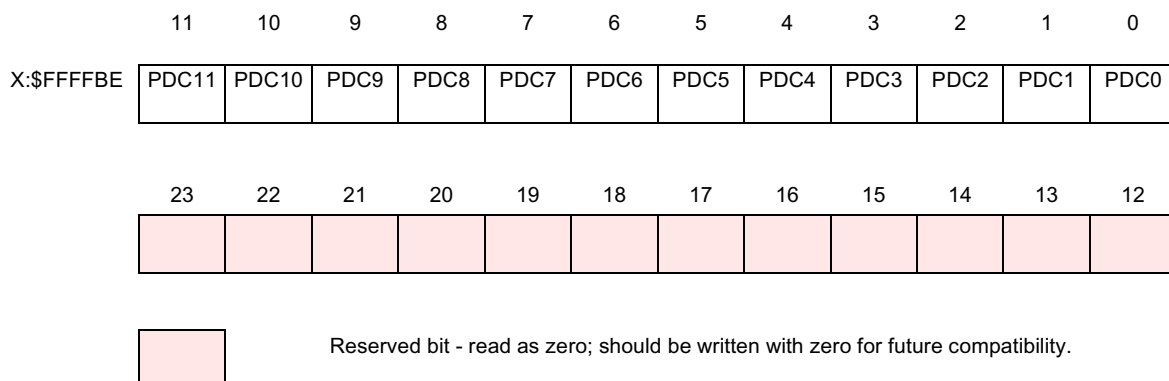 11 10 9 8 7 6 5 4 3 2 1 0
X:$FFFFBE PDC11 PDC10 PDC9 PDC8 PDC7 PDC6 PDC5 PDC4 PDC3 PDC2 PDC1 PDC0
23 22 21 20 19 18 17 16 15 14 13 12
Reserved bit - read as zero; should be written with zero for future compatibility.